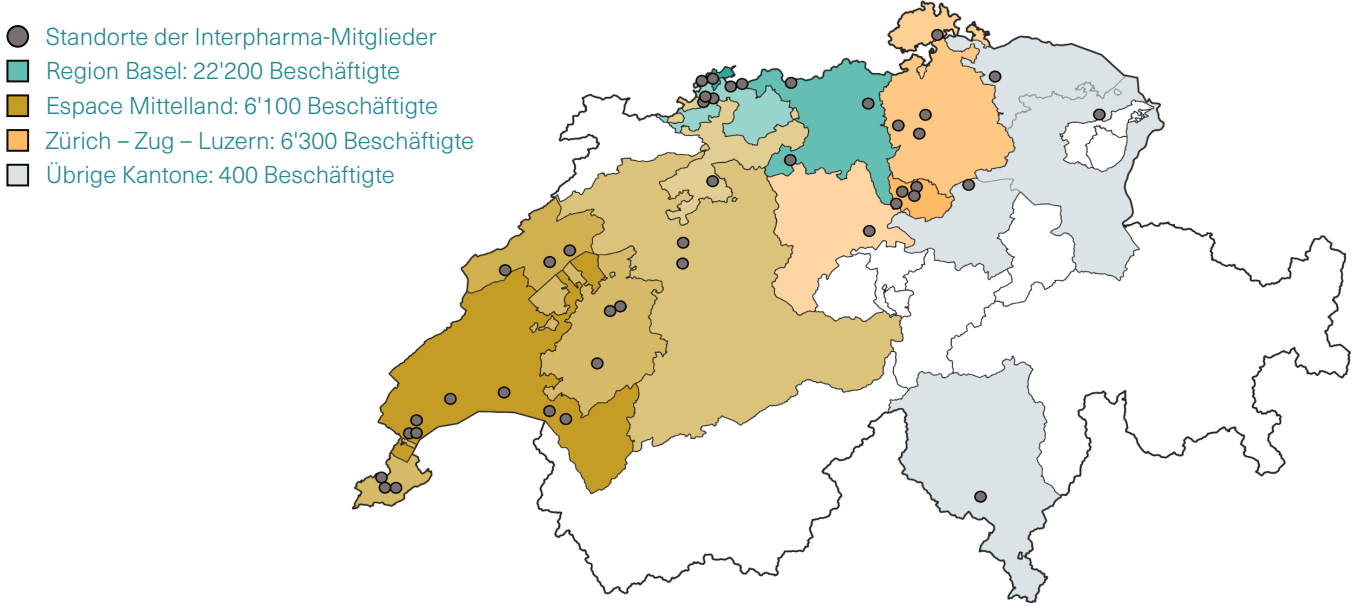 Standorte der Interpharma-Mitglieder
Region Basel: 22'200 Beschäftigte
Espace Mittelland: 6'100 Beschäftigte
Zürich – Zug – Luzern: 6'300 Beschäftigte
Übrige Kantone: 400 Beschäftigte